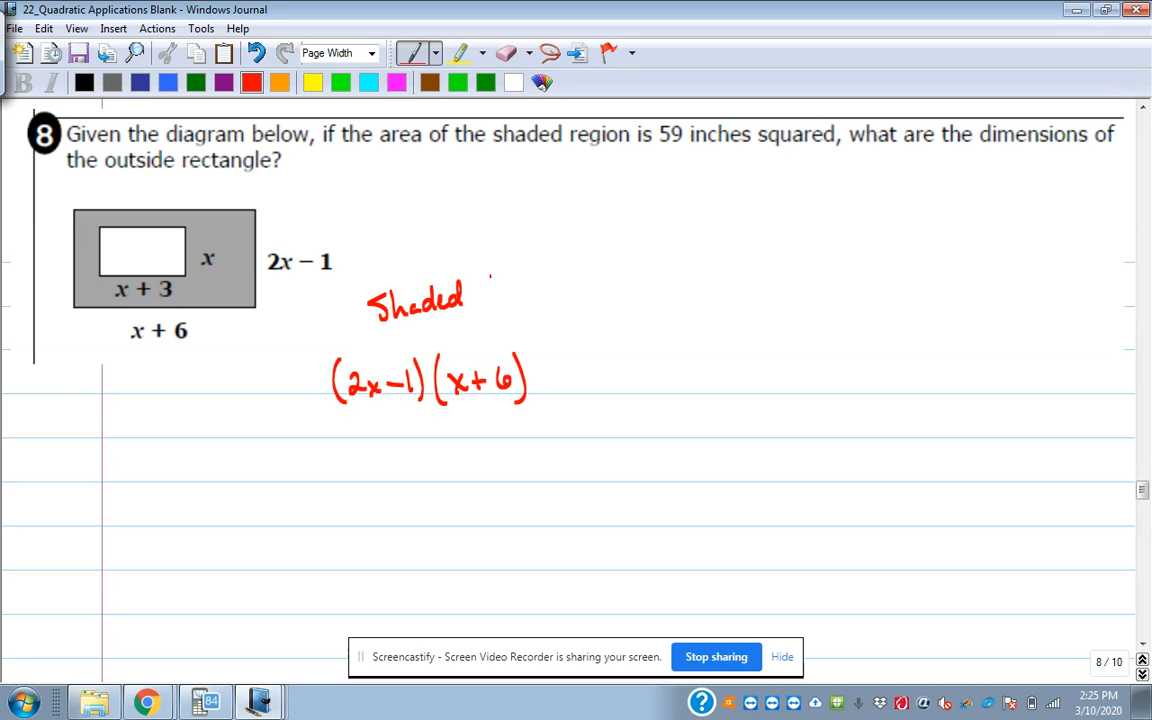 22_Quadratic Applications Blank - Windows Journal
File Edit View Insert Actions Tools Help
Page Width
B I
8 Given the diagram below, if the area of the shaded region is 59 inches squared, what are the dimensions of
the outside rectangle?
x 2x − 1
x + 3
x + 6
Shaded
(2x−1)(x+6)
Screencastify - Screen Video Recorder is sharing your screen. Stop sharing Hide
8 / 10
84
2:25 PM
3/10/2020